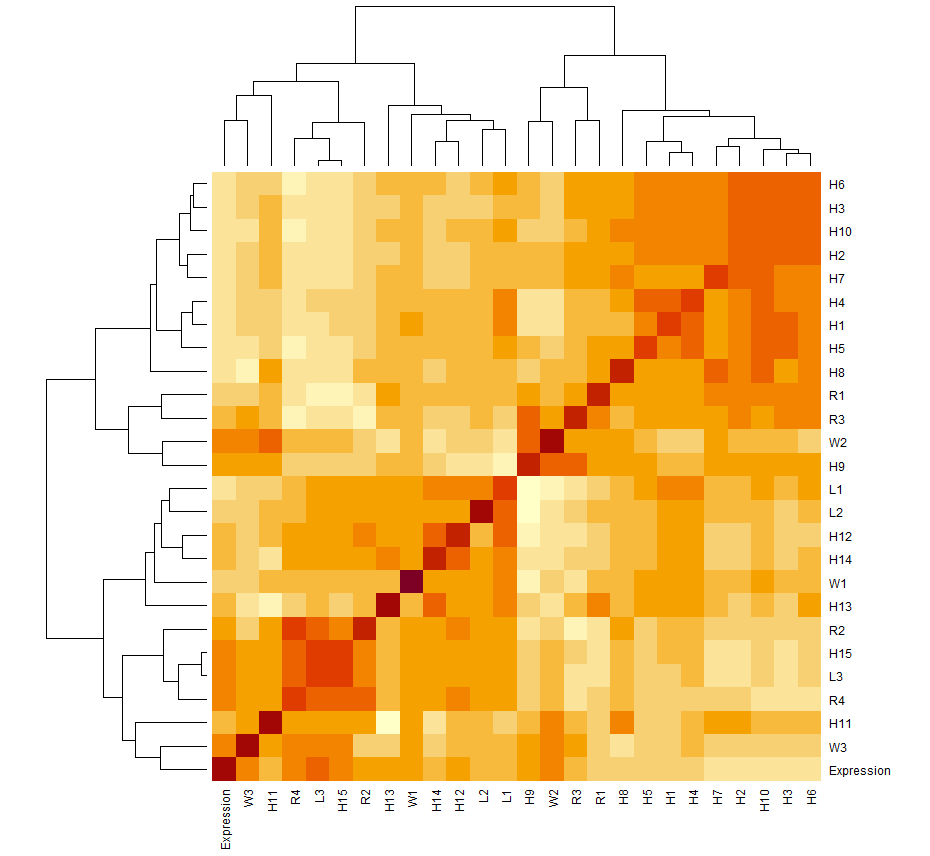 H6
H3
H10
H2
H7
H4
H1
H5
H8
R1
R3
W2
H9
L1
L2
H12
H14
W1
H13
R2
H15
L3
R4
H11
W3
Expression
Expression
W3
H11
R4
L3
H15
R2
H13
W1
H14
H12
L2
L1
H9
W2
R3
R1
H8
H5
H1
H4
H7
H2
H10
H3
H6